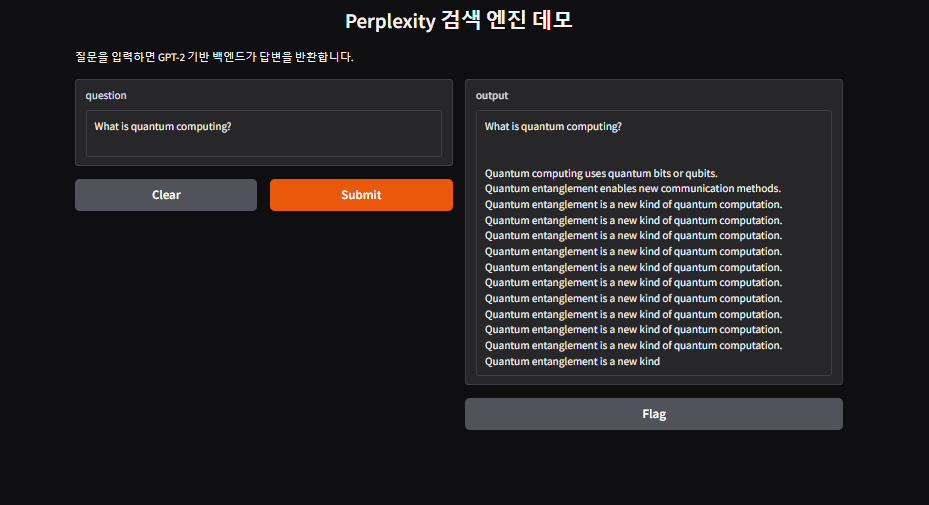 Perplexity 검색 엔진 데모
질문을 입력하면 GPT-2 기반 백엔드가 답변을 반환합니다.
question
What is quantum computing?
Clear
Submit
output
What is quantum computing?
Quantum computing uses quantum bits or qubits.
Quantum entanglement enables new communication methods.
Quantum entanglement is a new kind of quantum computation.
Quantum entanglement is a new kind of quantum computation.
Quantum entanglement is a new kind of quantum computation.
Quantum entanglement is a new kind of quantum computation.
Quantum entanglement is a new kind of quantum computation.
Quantum entanglement is a new kind of quantum computation.
Quantum entanglement is a new kind of quantum computation.
Quantum entanglement is a new kind of quantum computation.
Quantum entanglement is a new kind of quantum computation.
Quantum entanglement is a new kind of quantum computation.
Quantum entanglement is a new kind
Flag